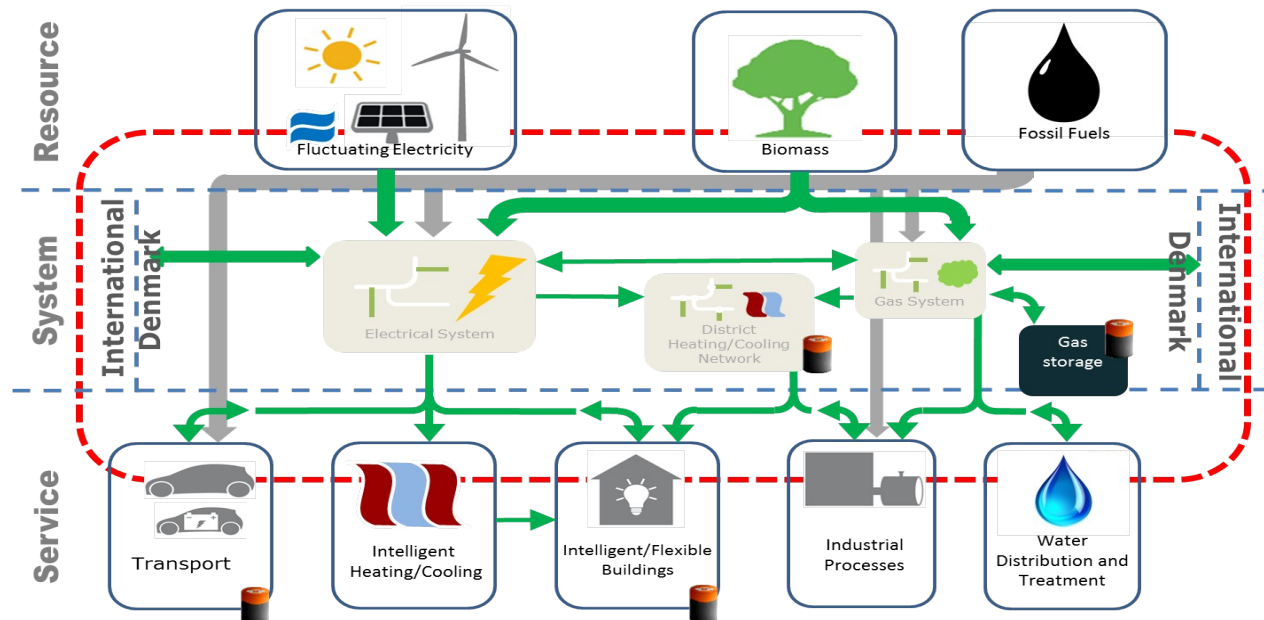 Resource
Fluctuating Electricity
Biomass
Fossil Fuels
System
International
Denmark
Electrical System
District
Heating/Cooling
Network
Gas System
Gas
storage
Denmark
International
Service
Transport
Intelligent
Heating/Cooling
Intelligent/Flexible
Buildings
Industrial
Processes
Water
Distribution and
Treatment